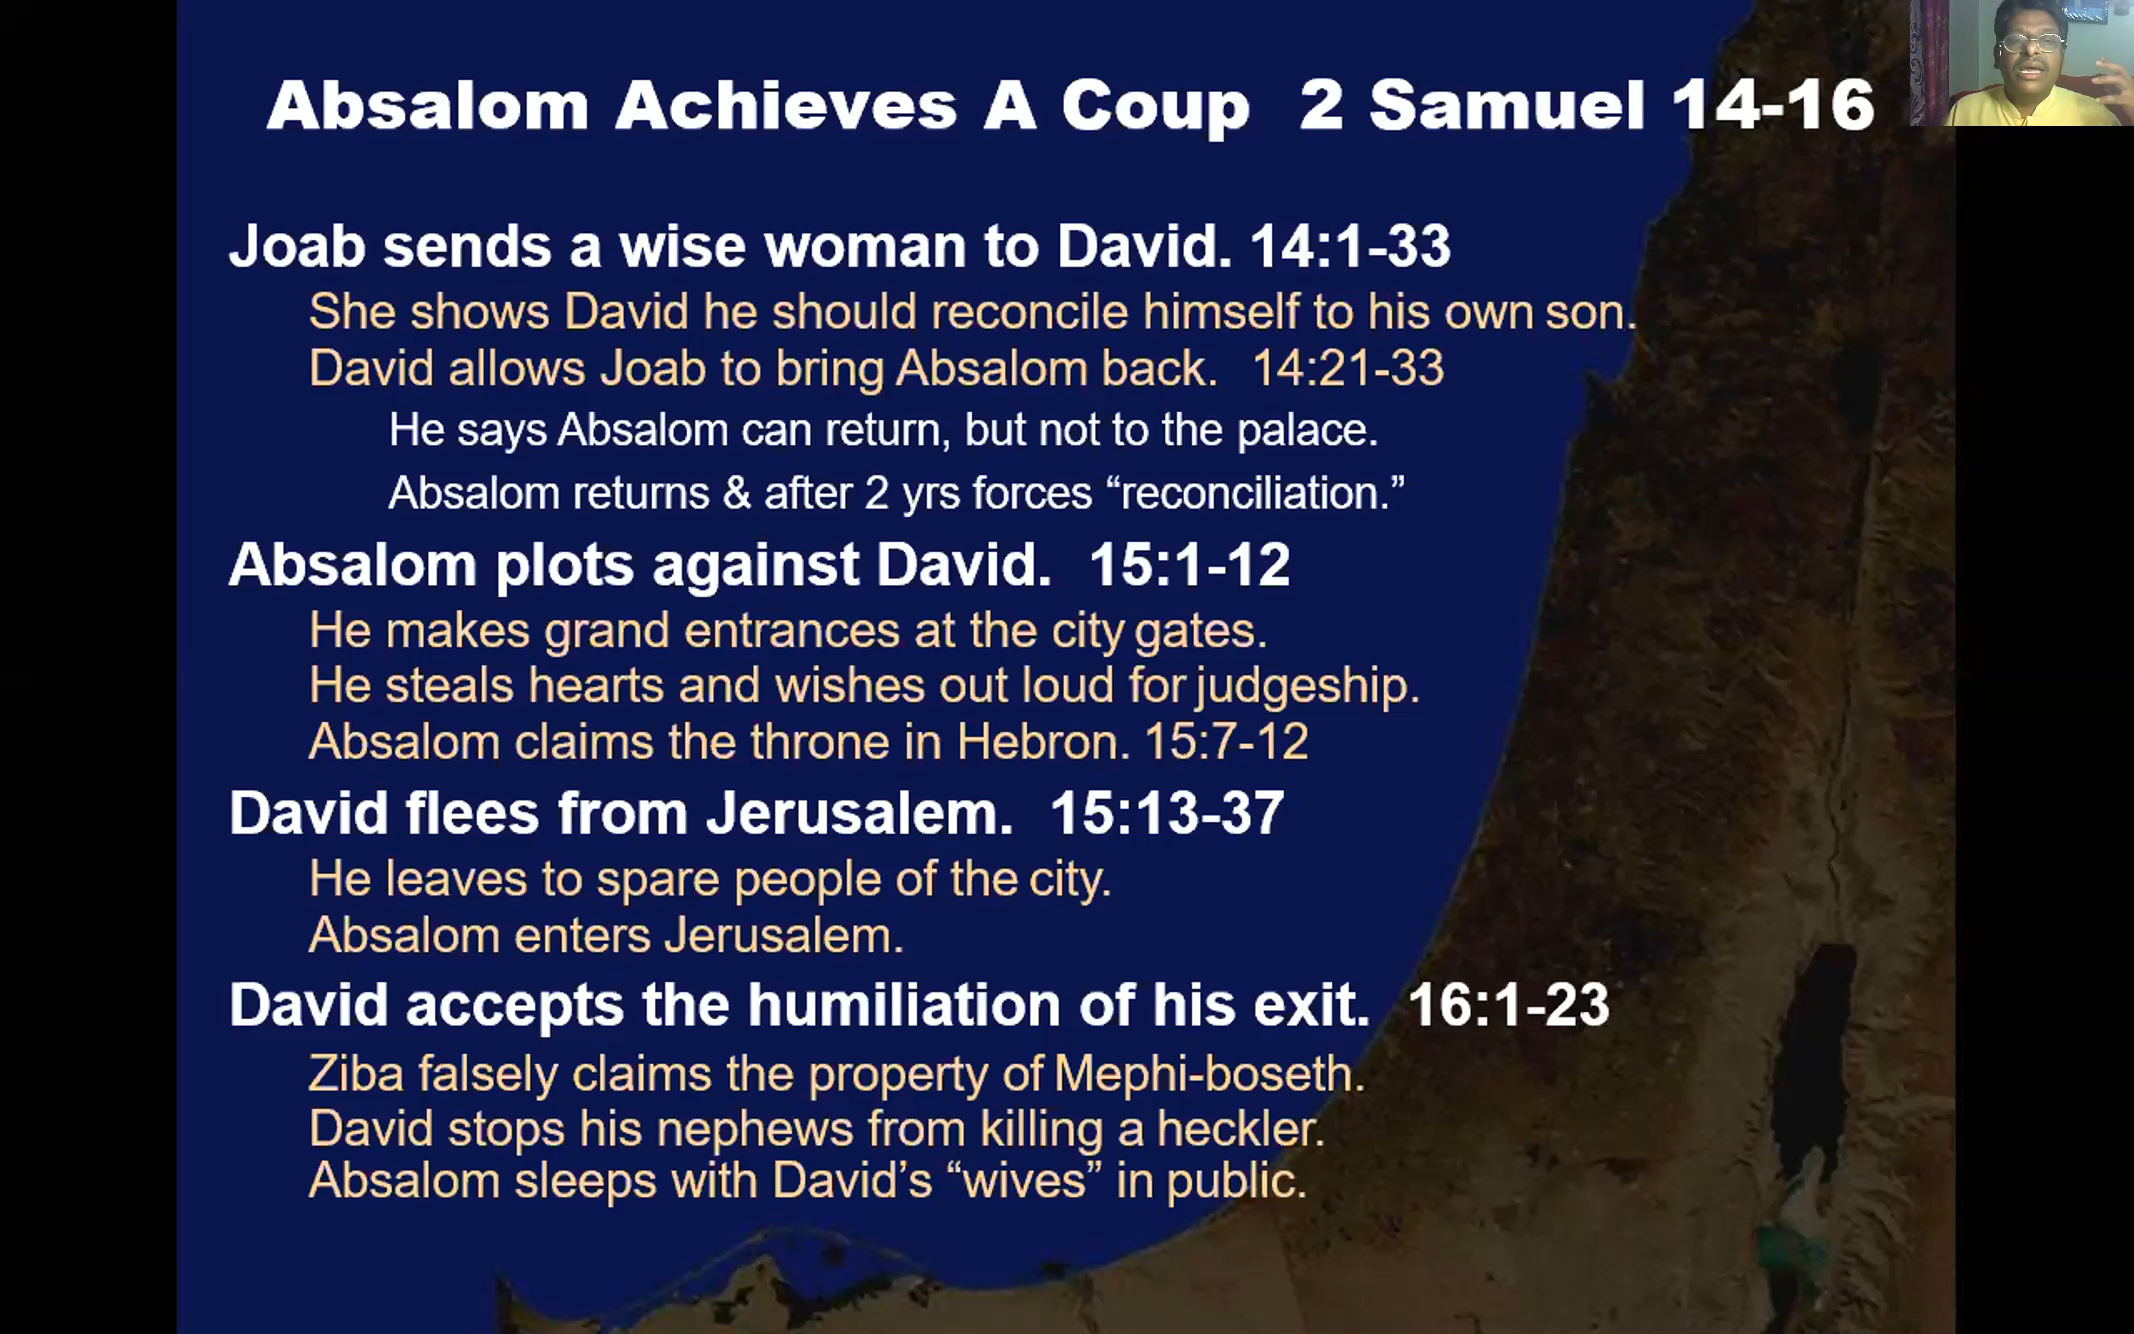 Absalom Achieves A Coup 2 Samuel 14-16
Joab sends a wise woman to David. 14:1-33
She shows David he should reconcile himself to his own son.
David allows Joab to bring Absalom back. 14:21-33
He says Absalom can return, but not to the palace.
Absalom returns & after 2 yrs forces “reconciliation.”
Absalom plots against David. 15:1-12
He makes grand entrances at the city gates.
He steals hearts and wishes out loud for judgeship.
Absalom claims the throne in Hebron. 15:7-12
David flees from Jerusalem. 15:13-37
He leaves to spare people of the city.
Absalom enters Jerusalem.
David accepts the humiliation of his exit. 16:1-23
Ziba falsely claims the property of Mephi-boseth.
David stops his nephews from killing a heckler.
Absalom sleeps with David’s “wives” in public.